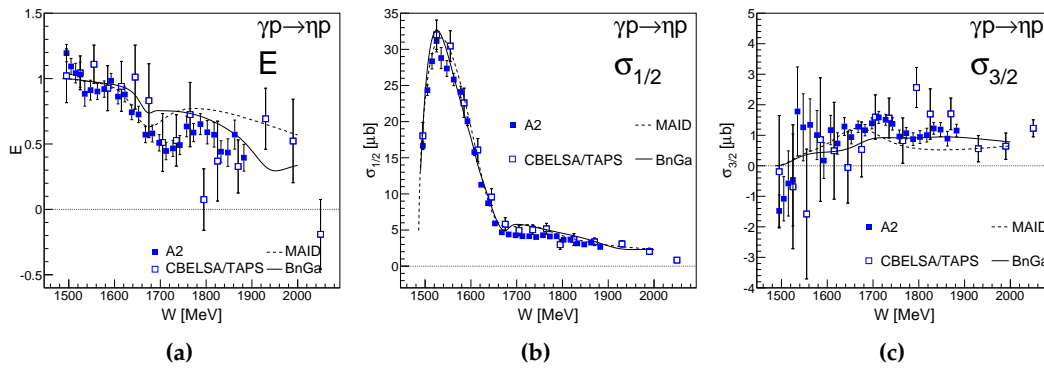 γp→ηp
E
1.5
1
0.5
0
0.5
E
A2
MAID
CBELSA/TAPS
BnGa
1500 1600 1700 1800 1900 2000
W [MeV]
(a)
γp→ηp
σ1/2
35
30
25
20
15
10
5
0
σ1/2 [μb]
A2
MAID
CBELSA/TAPS
BnGa
1500 1600 1700 1800 1900 2000
W [MeV]
(b)
γp→ηp
σ3/2
5
4
3
2
1
0
-1
-2
-3
-4
σ3/2 [μb]
A2
MAID
CBELSA/TAPS
BnGa
1500 1600 1700 1800 1900 2000
W [MeV]
(c)